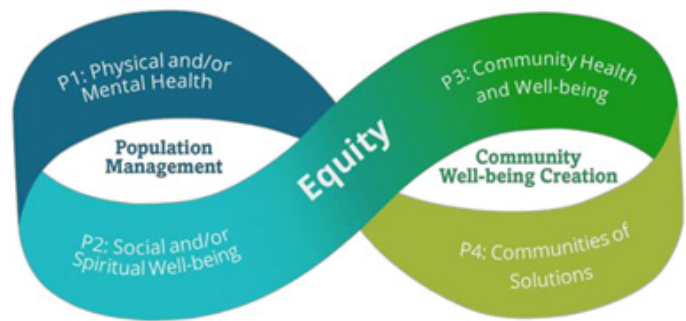 P1: Physical and/or
Mental Health
Population
Management
P2: Social and/or
Spiritual Well-being
Equity
P3: Community Health
and Well-being
Community
Well-being Creation
P4: Communities of
Solutions